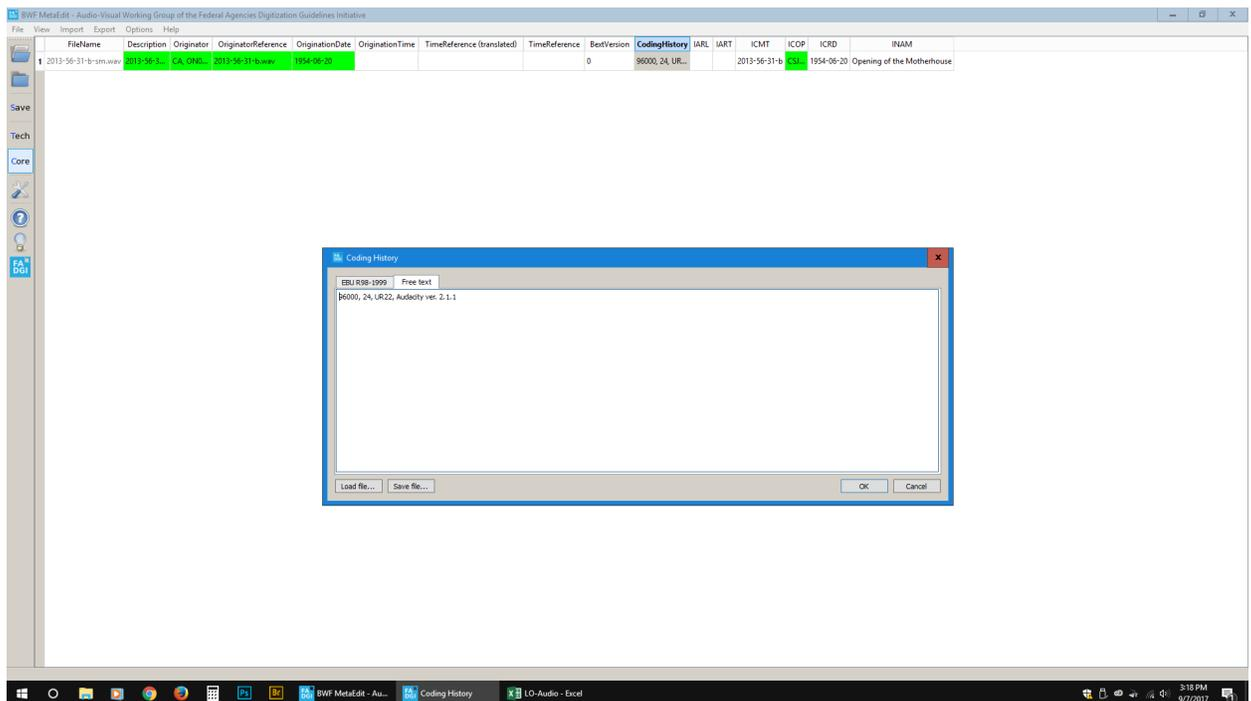 BWF MetaEdit - Audio-Visual Working Group of the Federal Agencies Digitization Guidelines Initiative
File View Import Export Options Help
FileName Description Originator OriginatorReference OriginationDate OriginationTime TimeReference (translated) TimeReference BextVersion CodingHistory IARL IART ICMT ICOP ICRD INAM
1 2013-56-31-b-sm.wav 2013-56-3... CA, ON0... 2013-56-31-b.wav 1954-06-20 0 96000, 24, UR... 2013-56-31-b CSJ... 1954-06-20 Opening of the Motherhouse
Save
Tech
Core
FADGI
Coding History
EBU R98-1999 Free text
96000, 24, UR22, Audacity ver. 2.1.1
Load file... Save file... OK Cancel
Ps Br BWF MetaEdit - Au... Coding History LO-Audio - Excel 3:18 PM
9/7/2017